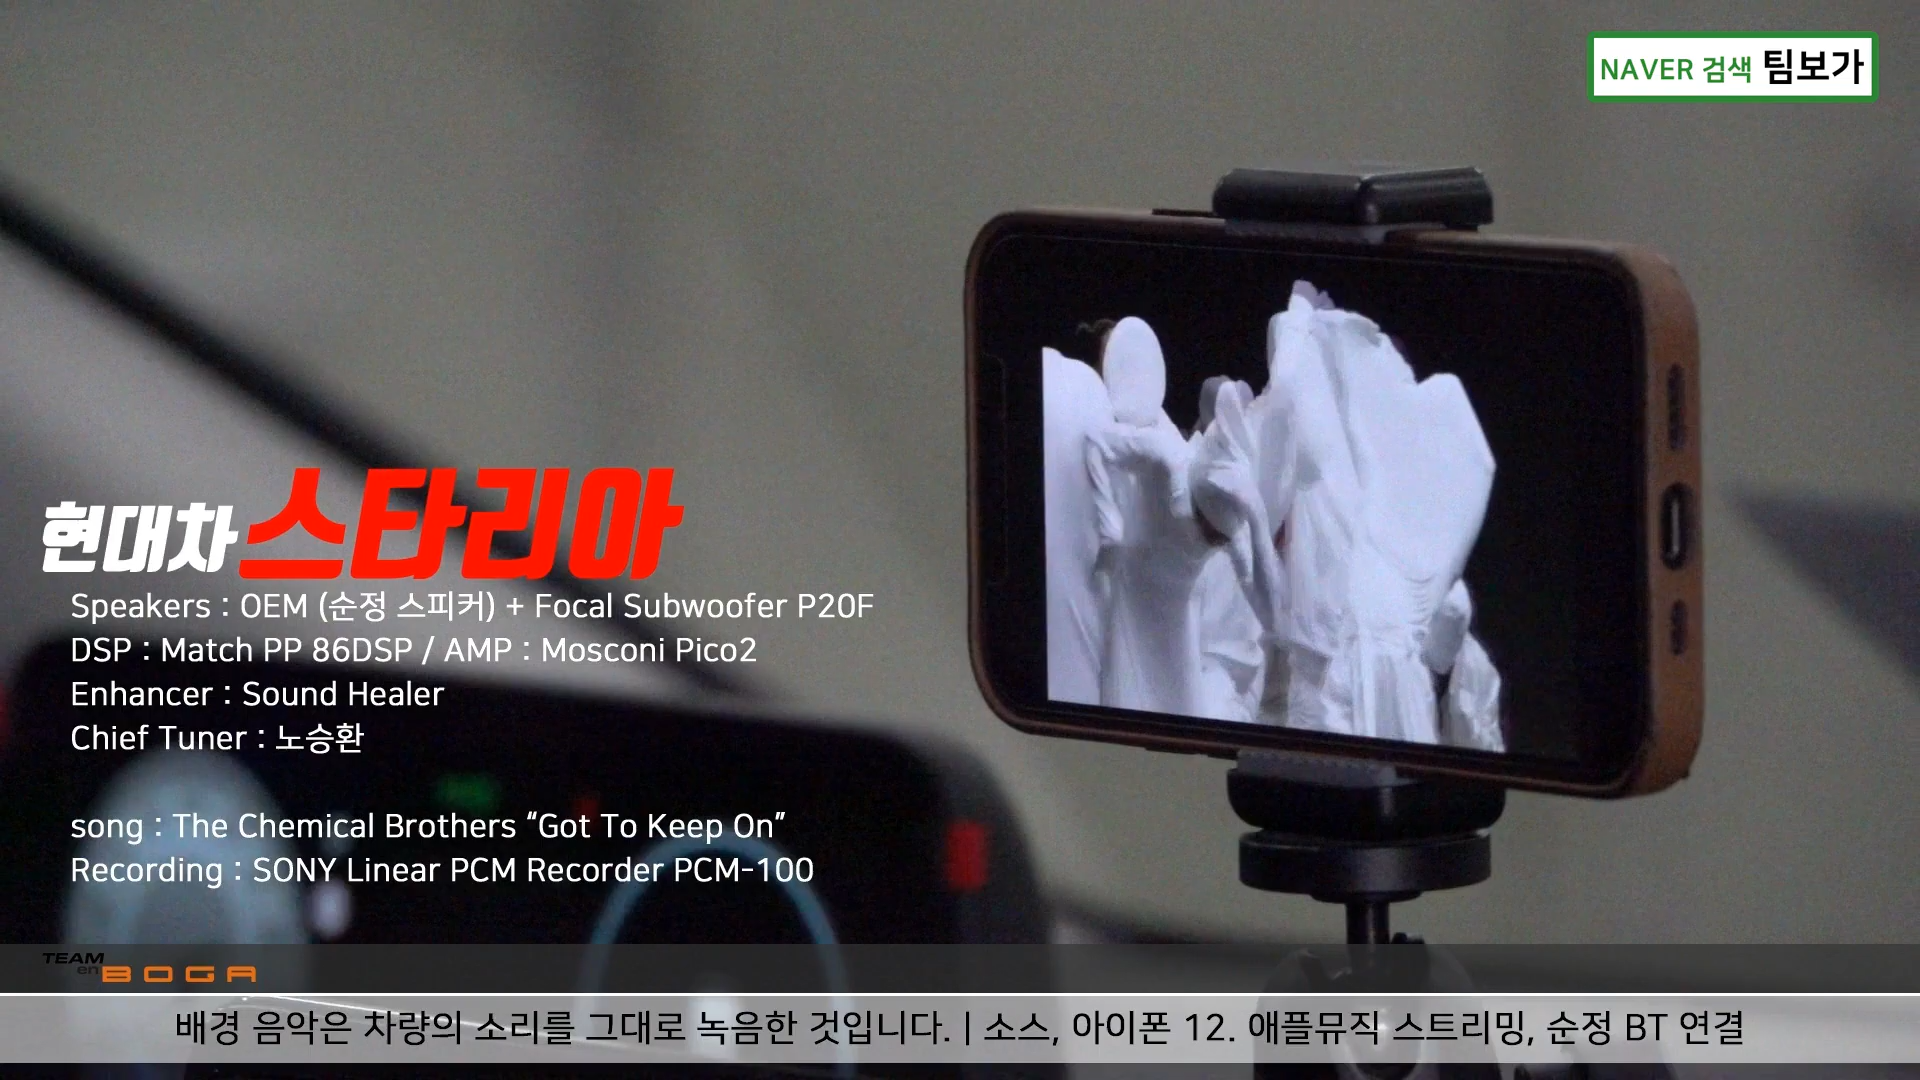 NAVER 검색 팀보가
현대차 스타리아
Speakers : OEM (순정 스피커) + Focal Subwoofer P20F
DSP : Match PP 86DSP / AMP : Mosconi Pico2
Enhancer : Sound Healer
Chief Tuner : 노승환
song : The Chemical Brothers “Got To Keep On”
Recording : SONY Linear PCM Recorder PCM-100
TEAM en BOGA
배경 음악은 차량의 소리를 그대로 녹음한 것입니다. | 소스, 아이폰 12. 애플뮤직 스트리밍, 순정 BT 연결